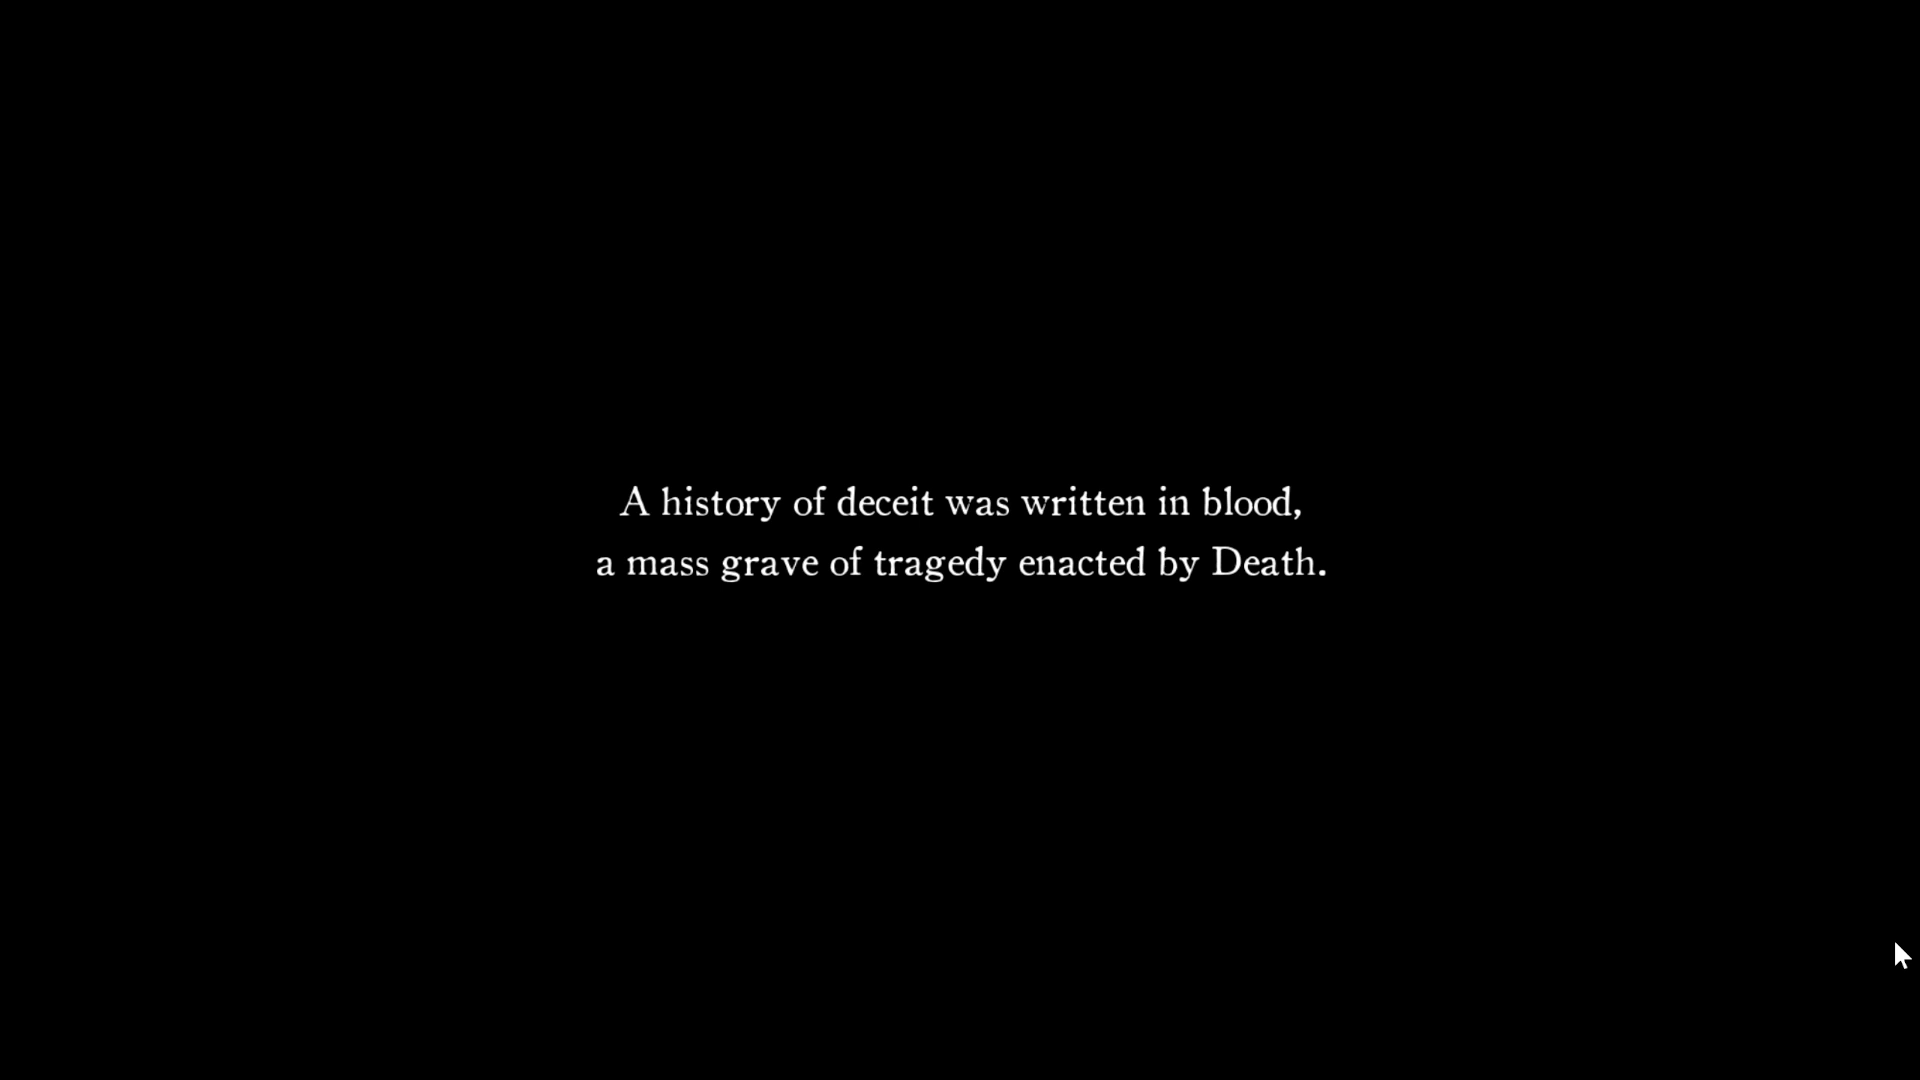 A history of deceit was written in blood,
a mass grave of tragedy enacted by Death.